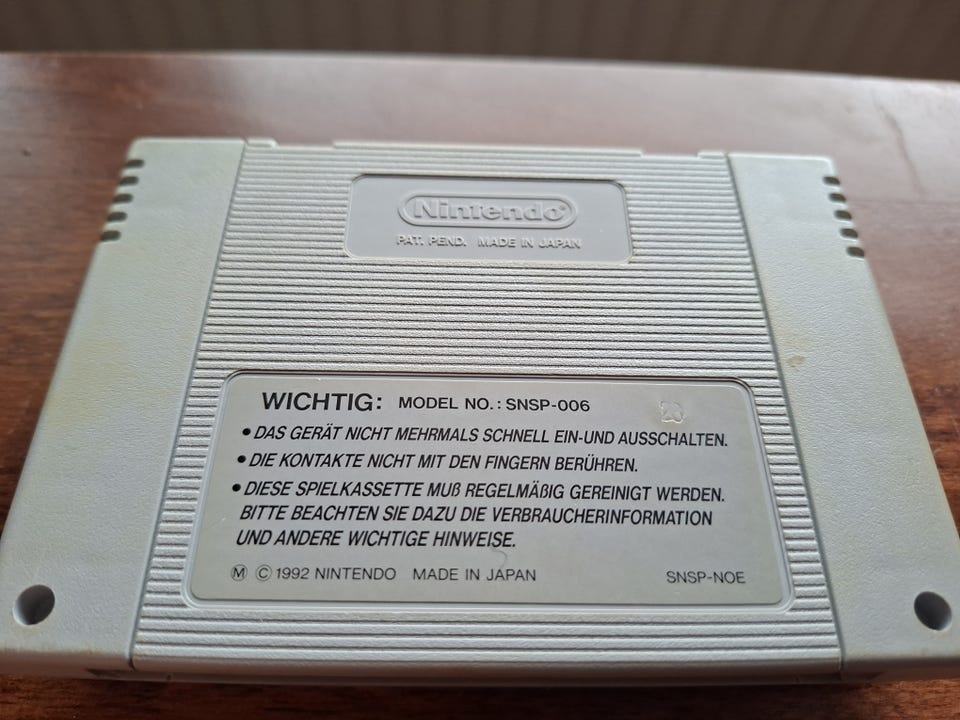 Nintendo®
PAT. PEND. MADE IN JAPAN
WICHTIG: MODEL NO.: SNSP-006
20
• DAS GERÄT NICHT MEHRMALS SCHNELL EIN-UND AUSSCHALTEN.
• DIE KONTAKTE NICHT MIT DEN FINGERN BERÜHREN.
• DIESE SPIELKASSETTE MUß REGELMÄßIG GEREINIGT WERDEN.
BITTE BEACHTEN SIE DAZU DIE VERBRAUCHERINFORMATION
UND ANDERE WICHTIGE HINWEISE.
Ⓜ © 1992 NINTENDO MADE IN JAPAN SNSP-NOE